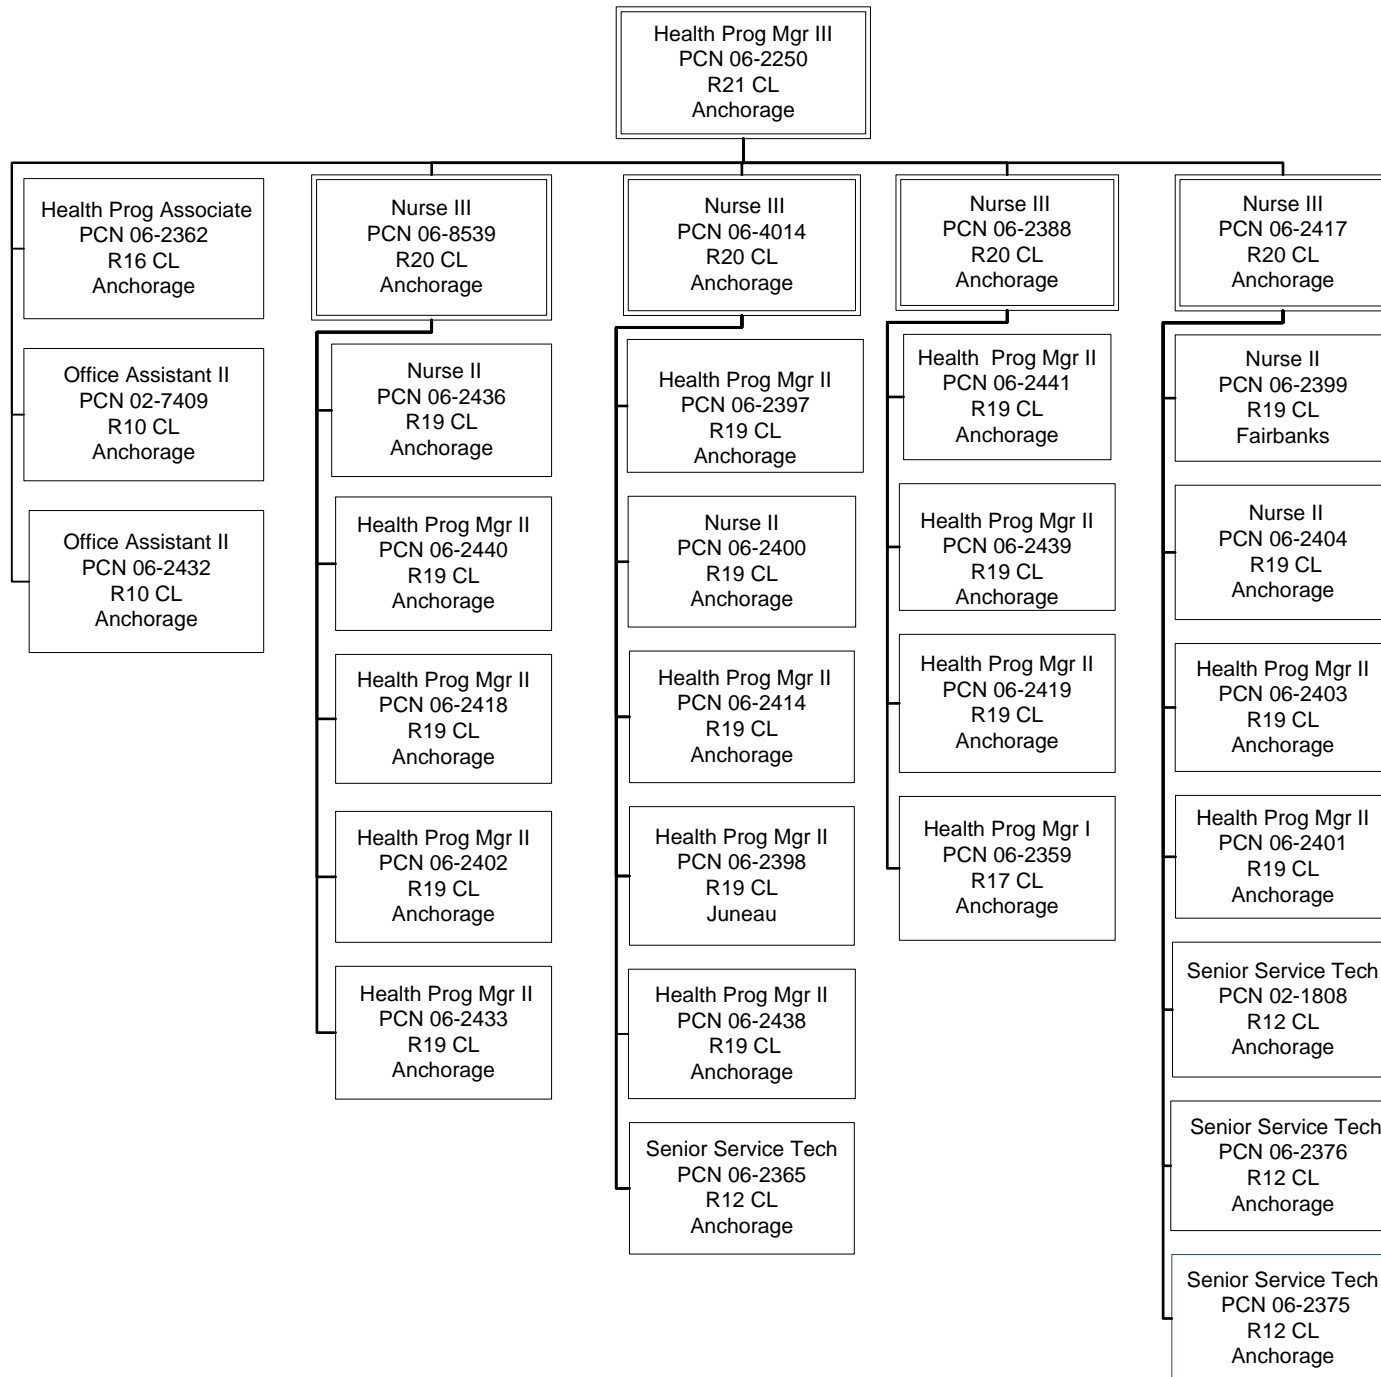 Health Prog Mgr III
PCN 06-2250
R21 CL
Anchorage
Health Prog Associate
PCN 06-2362
R16 CL
Anchorage
Office Assistant II
PCN 02-7409
R10 CL
Anchorage
Office Assistant II
PCN 06-2432
R10 CL
Anchorage
Nurse III
PCN 06-8539
R20 CL
Anchorage
Nurse II
PCN 06-2436
R19 CL
Anchorage
Health Prog Mgr II
PCN 06-2440
R19 CL
Anchorage
Health Prog Mgr II
PCN 06-2418
R19 CL
Anchorage
Health Prog Mgr II
PCN 06-2402
R19 CL
Anchorage
Health Prog Mgr II
PCN 06-2433
R19 CL
Anchorage
Nurse III
PCN 06-4014
R20 CL
Anchorage
Health Prog Mgr II
PCN 06-2397
R19 CL
Anchorage
Nurse II
PCN 06-2400
R19 CL
Anchorage
Health Prog Mgr II
PCN 06-2414
R19 CL
Anchorage
Health Prog Mgr II
PCN 06-2398
R19 CL
Juneau
Health Prog Mgr II
PCN 06-2438
R19 CL
Anchorage
Senior Service Tech
PCN 06-2365
R12 CL
Anchorage
Nurse III
PCN 06-2388
R20 CL
Anchorage
Health Prog Mgr II
PCN 06-2441
R19 CL
Anchorage
Health Prog Mgr II
PCN 06-2439
R19 CL
Anchorage
Health Prog Mgr II
PCN 06-2419
R19 CL
Anchorage
Health Prog Mgr I
PCN 06-2359
R17 CL
Anchorage
Nurse III
PCN 06-2417
R20 CL
Anchorage
Nurse II
PCN 06-2399
R19 CL
Fairbanks
Nurse II
PCN 06-2404
R19 CL
Anchorage
Health Prog Mgr II
PCN 06-2403
R19 CL
Anchorage
Health Prog Mgr II
PCN 06-2401
R19 CL
Anchorage
Senior Service Tech
PCN 02-1808
R12 CL
Anchorage
Senior Service Tech
PCN 06-2376
R12 CL
Anchorage
Senior Service Tech
PCN 06-2375
R12 CL
Anchorage